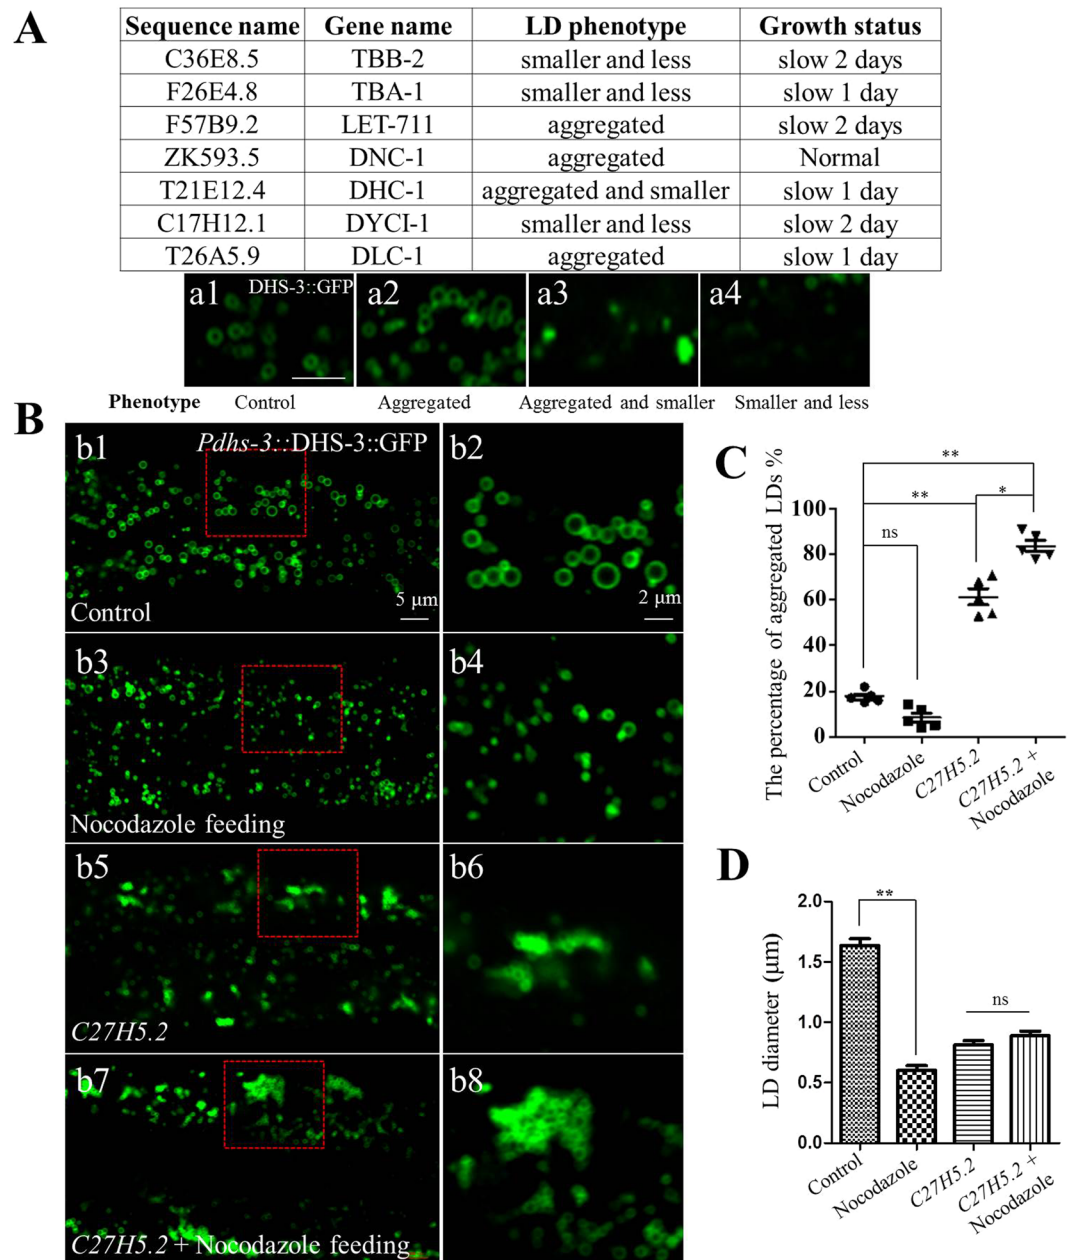 A
Sequence name Gene name LD phenotype Growth status
C36E8.5 TBB-2 smaller and less slow 2 days
F26E4.8 TBA-1 smaller and less slow 1 day
F57B9.2 LET-711 aggregated slow 2 days
ZK593.5 DNC-1 aggregated Normal
T21E12.4 DHC-1 aggregated and smaller slow 1 day
C17H12.1 DYCI-1 smaller and less slow 2 day
T26A5.9 DLC-1 aggregated slow 1 day
a1 DHS-3::GFP a2 a3 a4
Phenotype Control Aggregated Aggregated and smaller Smaller and less
B
b1 Pdhs-3::DHS-3::GFP
5 μm
Control
b2
2 μm
b3
Nocodazole feeding
b4
b5
C27H5.2
b6
b7
C27H5.2 + Nocodazole feeding
b8
C
The percentage of aggregated LDs %
**
** *
ns
100
80
60
40
20
0
Control
Nocodazole
C27H5.2
C27H5.2 +
Nocodazole
D
LD diameter (μm)
**
ns
2.0
1.5
1.0
0.5
0.0
Control
Nocodazole
C27H5.2
C27H5.2 +
Nocodazole